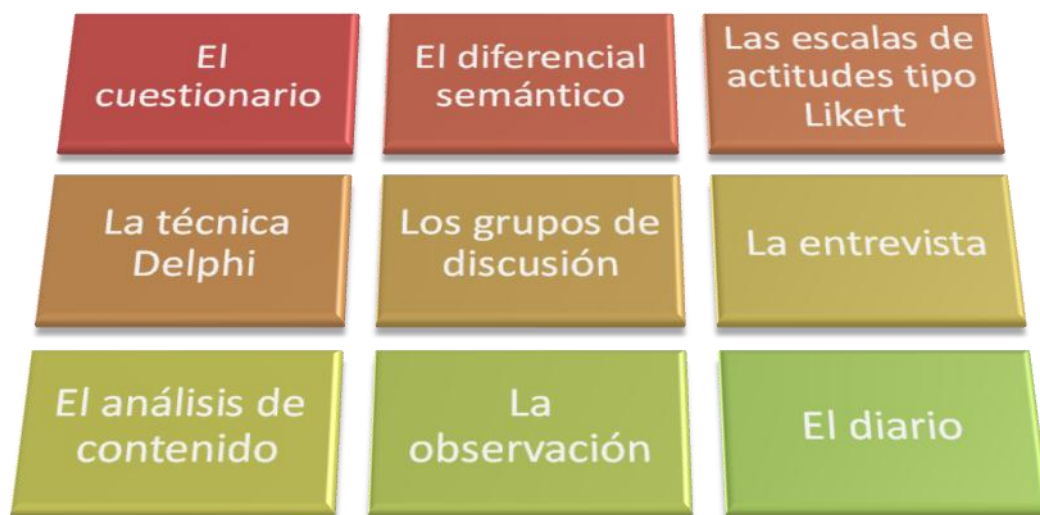 El
cuestionario
El diferencial
semántico
Las escalas de
actitudes tipo
Likert
La técnica
Delphi
Los grupos de
discusión
La entrevista
El análisis de
contenido
La
observación
El diario